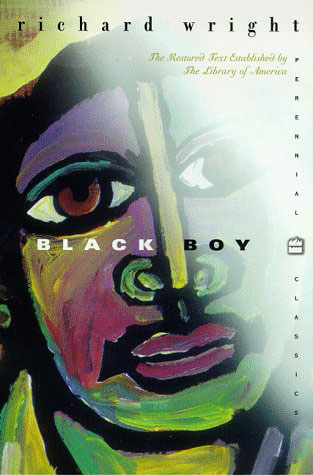 richard wright
The Restored Text Established by
The Library of America
PERENNIAL
BLACK BOY
CLASSICS